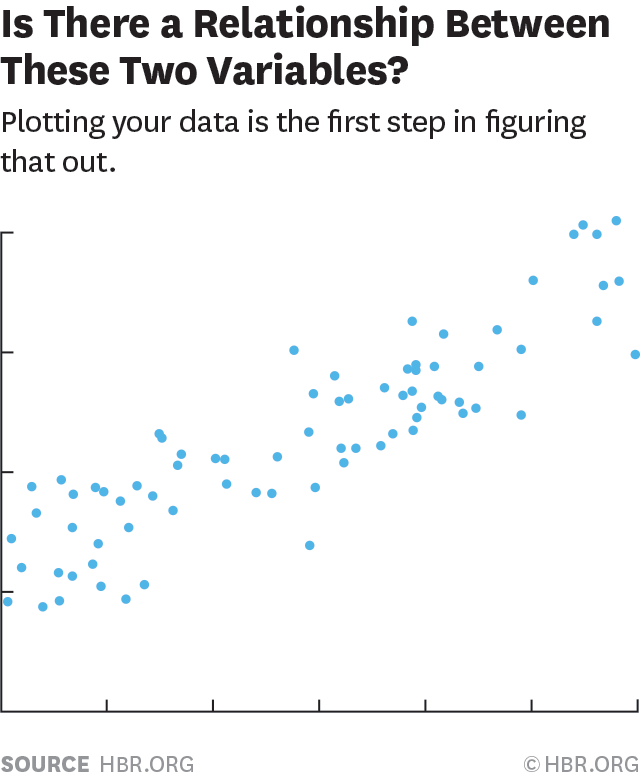 Is There a Relationship Between
These Two Variables?
Plotting your data is the first step in figuring
that out.
SOURCE HBR.ORG
© HBR.ORG